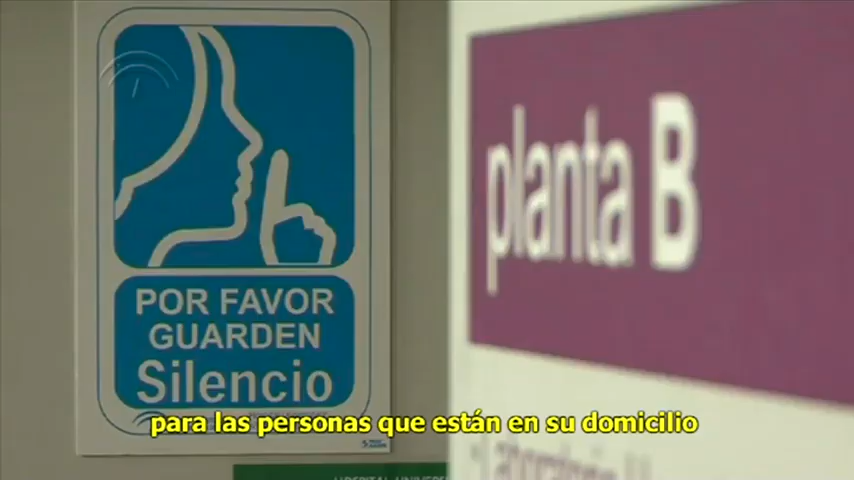 POR FAVOR
GUARDEN
Silencio
planta B
para las personas que están en su domicilio